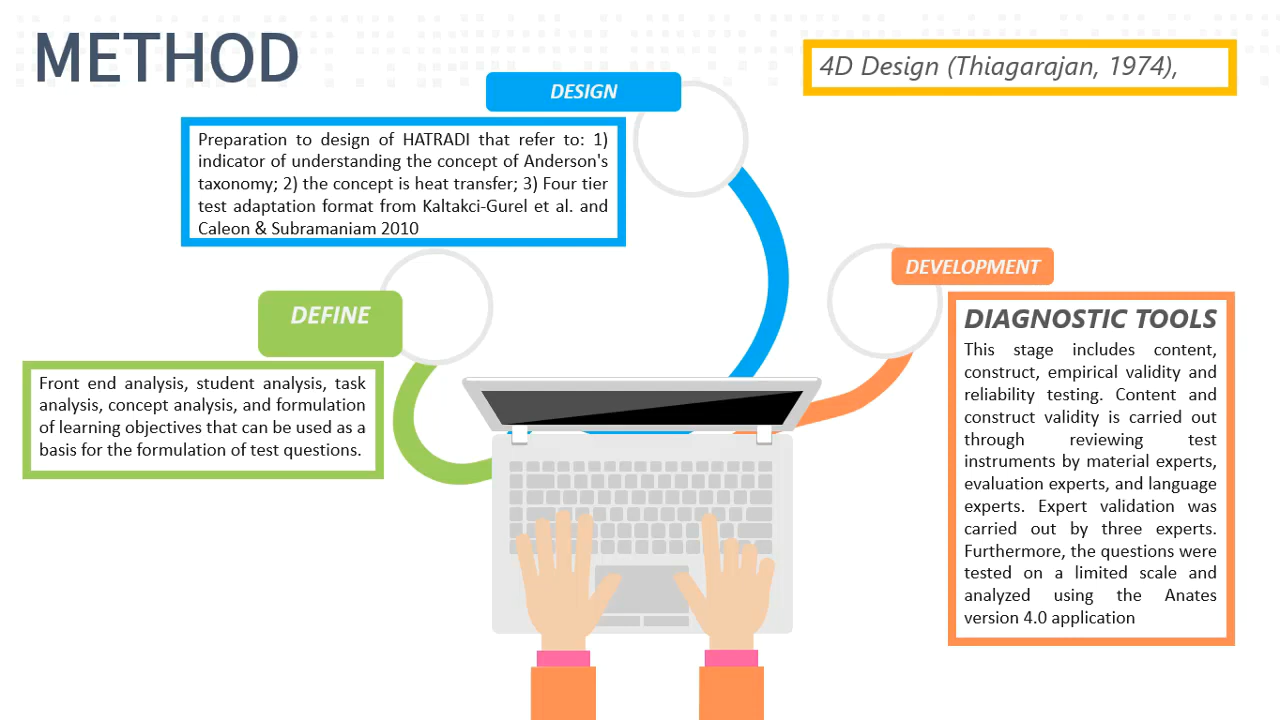 METHOD
4D Design (Thiagarajan, 1974),
DESIGN
Preparation to design of HATRADI that refer to: 1)
indicator of understanding the concept of Anderson's
taxonomy; 2) the concept is heat transfer; 3) Four tier
test adaptation format from Kaltakci-Gurel et al. and
Caleon & Subramaniam 2010
DEFINE
Front end analysis, student analysis, task
analysis, concept analysis, and formulation
of learning objectives that can be used as a
basis for the formulation of test questions.
DEVELOPMENT
DIAGNOSTIC TOOLS
This stage includes content,
construct, empirical validity and
reliability testing. Content and
construct validity is carried out
through reviewing test
instruments by material experts,
evaluation experts, and language
experts. Expert validation was
carried out by three experts.
Furthermore, the questions were
tested on a limited scale and
analyzed using the Anates
version 4.0 application